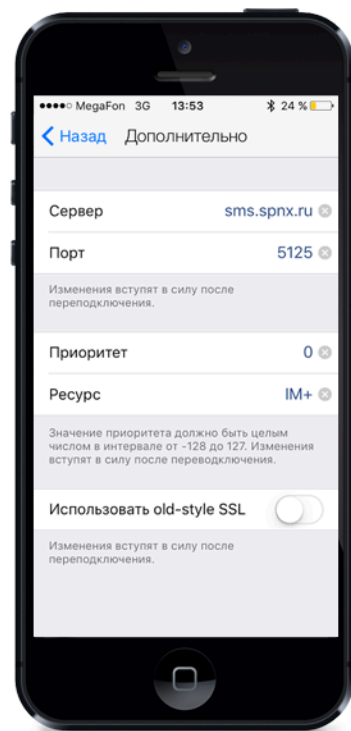 MegaFon 3G 13:53 24 %
Назад Дополнительно
Сервер sms.spnx.ru
Порт 5125
Изменения вступят в силу после
переподключения.
Приоритет 0
Ресурс IM+
Значение приоритета должно быть целым
числом в интервале от -128 до 127. Изменения
вступят в силу после переводключения.
Использовать old-style SSL
Изменения вступят в силу после
переподключения.